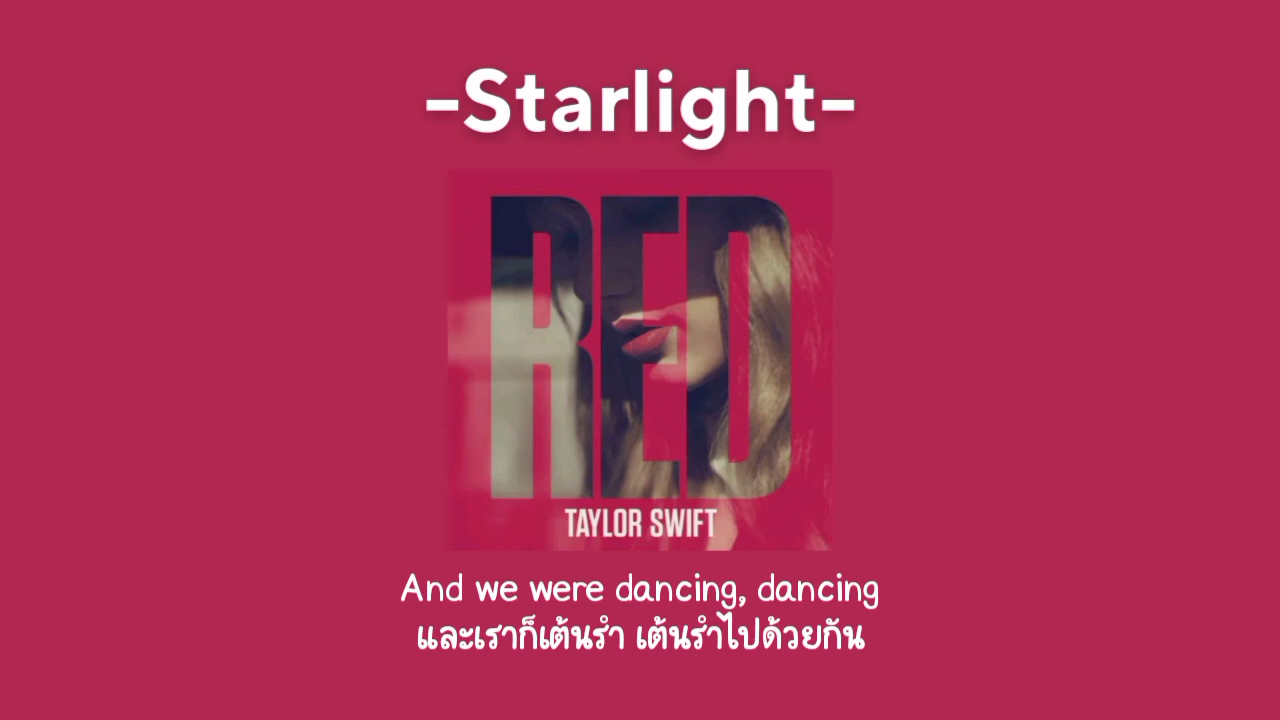 -Starlight-
RED
TAYLOR SWIFT
And we were dancing, dancing
และเราก็เต้นรำ เต้นรำไปด้วยกัน